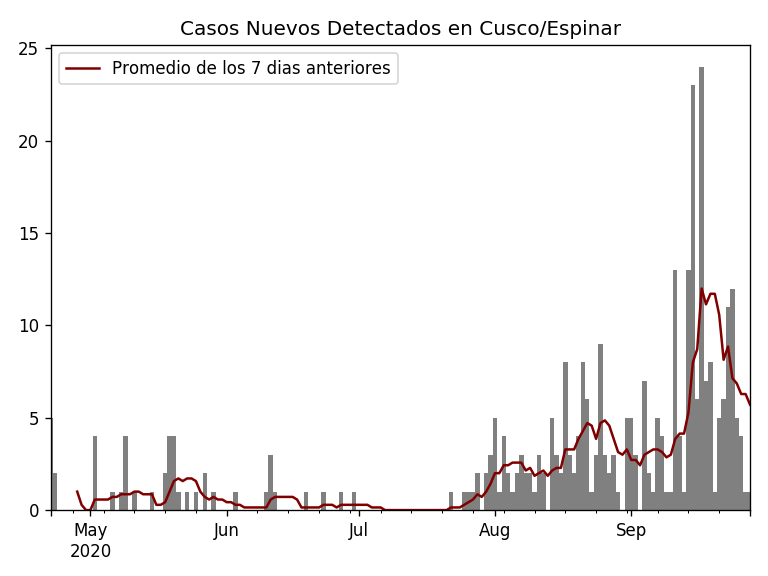 Casos Nuevos Detectados en Cusco/Espinar
Promedio de los 7 dias anteriores
25
20
15
10
5
0
May Jun Jul Aug Sep
2020